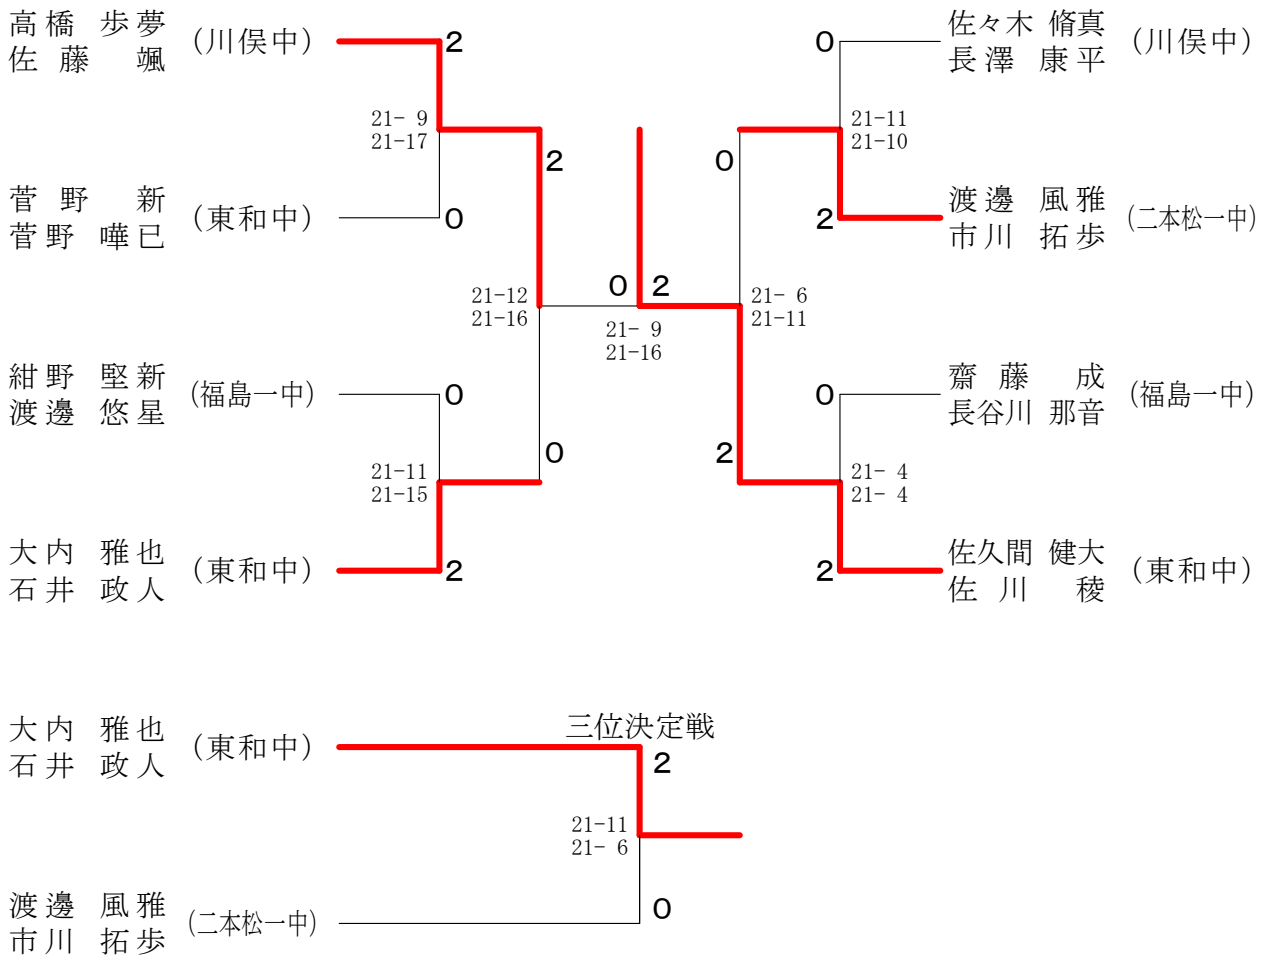 高橋 歩夢
佐藤 颯
(川俣中)
2
21- 9
21-17
菅野 新
菅野 嘩已
(東和中)
0
2
21-12
21-16
紺野 堅新
渡邊 悠星
(福島一中)
0
21-11
21-15
0
大内 雅也
石井 政人
(東和中)
2
0 2
21- 9
21-16
0
佐々木 脩真
長澤 康平
(川俣中)
21-11
21-10
0
2
渡邊 風雅
市川 拓歩
(二本松一中)
21- 6
21-11
0
齋藤 成
長谷川 那音
(福島一中)
2
21- 4
21- 4
2
佐久間 健大
佐川 稜
(東和中)
三位決定戦
大内 雅也
石井 政人
(東和中)
2
21-11
21- 6
渡邊 風雅
市川 拓歩
(二本松一中)
0